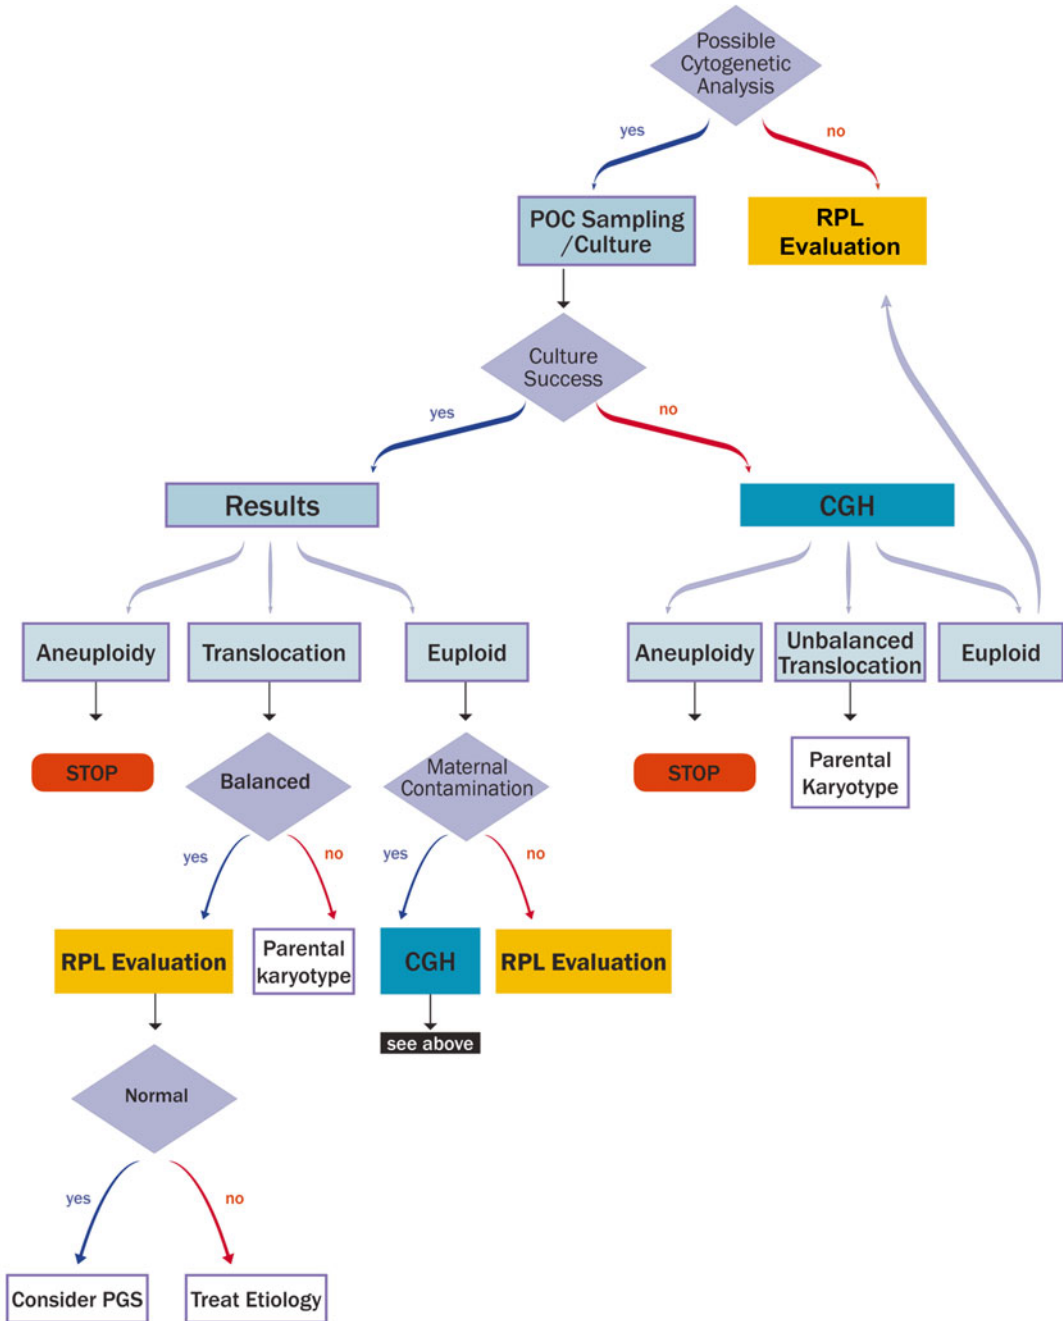 Possible
Cytogenetic
Analysis
yes
no
POC Sampling
/Culture
RPL
Evaluation
Culture
Success
yes
no
Results
CGH
Aneuploidy
Translocation
Euploid
Aneuploidy
Unbalanced
Translocation
Euploid
STOP
Balanced
Maternal
Contamination
STOP
Parental
Karyotype
yes
no
yes
no
RPL Evaluation
Parental
karyotype
CGH
RPL Evaluation
see above
Normal
yes
no
Consider PGS
Treat Etiology